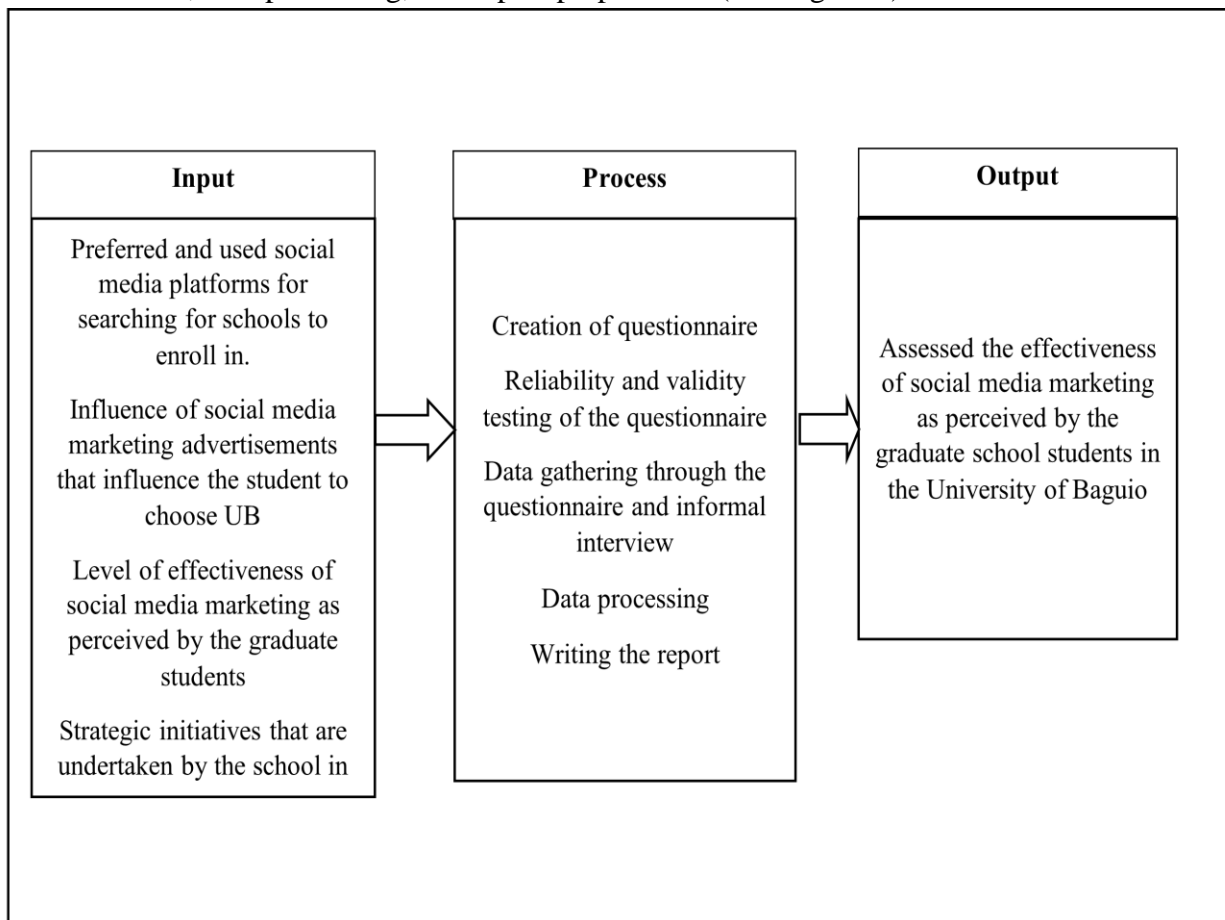 Input
Preferred and used social
media platforms for
searching for schools to
enroll in.
Influence of social media
marketing advertisements
that influence the student to
choose UB
Level of effectiveness of
social media marketing as
perceived by the graduate
students
Strategic initiatives that are
undertaken by the school in
Process
Creation of questionnaire
Reliability and validity
testing of the questionnaire
Data gathering through the
questionnaire and informal
interview
Data processing
Writing the report
Output
Assessed the effectiveness
of social media marketing
as perceived by the
graduate school students in
the University of Baguio